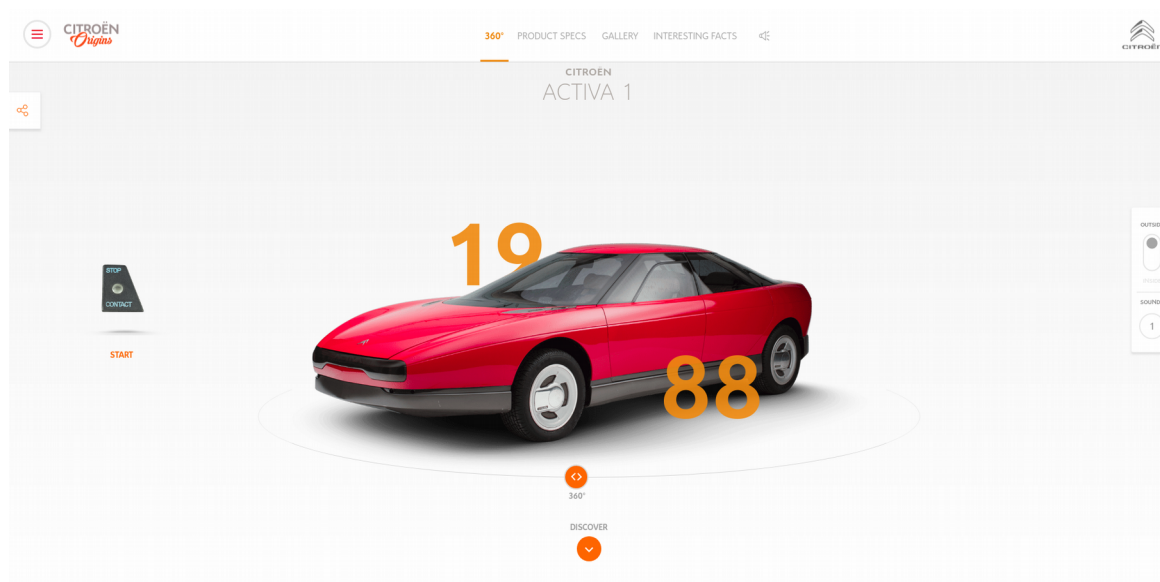 CITROËN
Origins
360° PRODUCT SPECS GALLERY INTERESTING FACTS
CITROËN
CITROËN
ACTIVA 1
19
88
STOP
CONTACT
START
OUTSID
SOUND
1
360°
DISCOVER